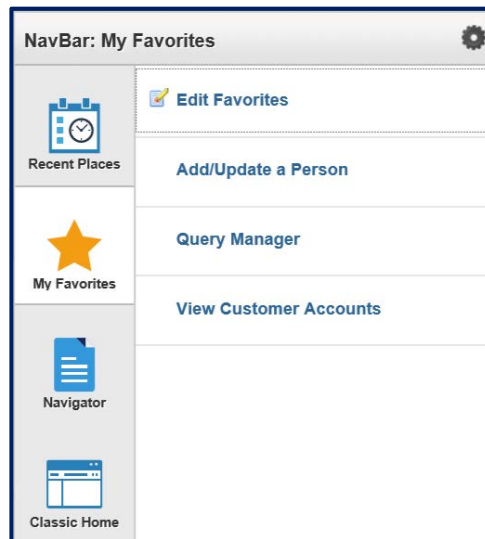 NavBar: My Favorites
Recent Places
My Favorites
Navigator
Classic Home
Edit Favorites
Add/Update a Person
Query Manager
View Customer Accounts